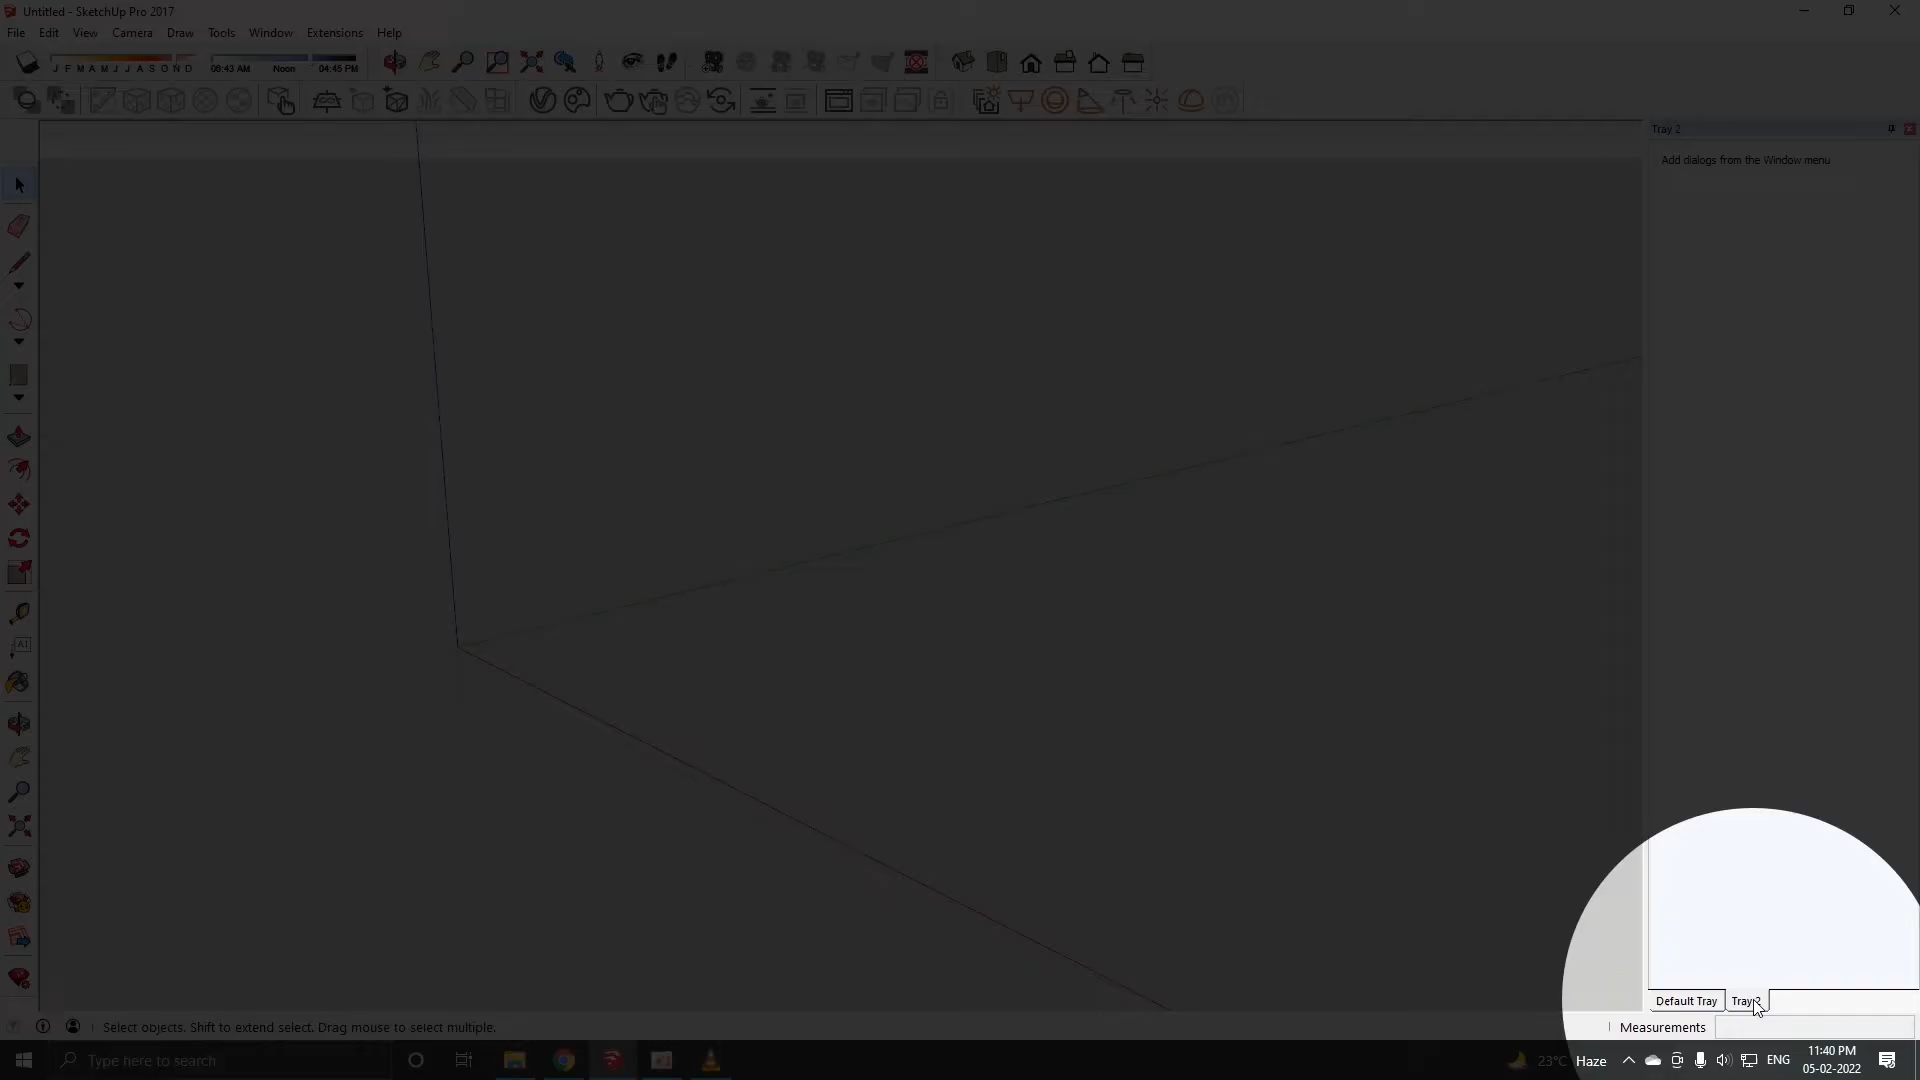 Untitled - SketchUp Pro 2017
File Edit View Camera Draw Tools Window Extensions Help
J F M A M J J A S O N D 06:43 AM Noon 04:45 PM
Tray 2
Add dialogs from the Window menu
A1
Default Tray Tray 2
Select objects. Shift to extend select. Drag mouse to select multiple.
Measurements
Type here to search
23°C Haze
ENG
11:40 PM
05-02-2022